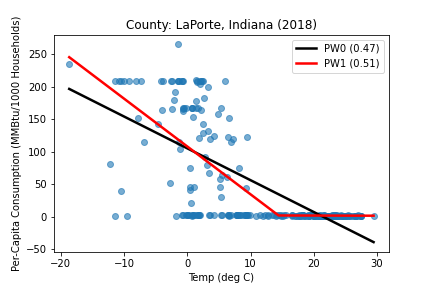 County: LaPorte, Indiana (2018)
PW0 (0.47)
PW1 (0.51)
Per-Capita Consumption (MMBtu/1000 Households)
250
200
150
100
50
0
−50
−20
−10
0
10
20
30
Temp (deg C)